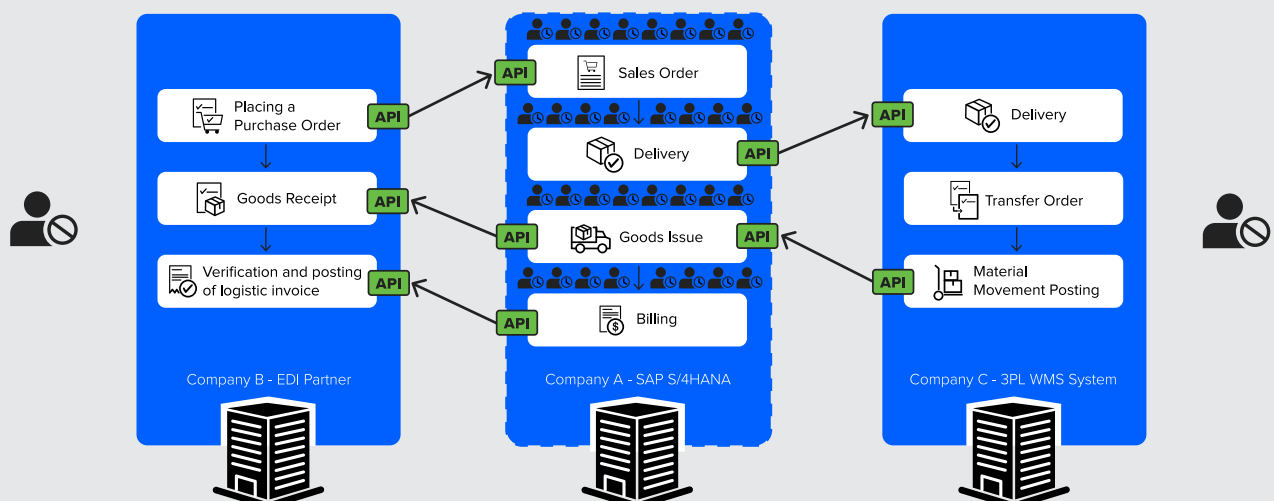 Placing a
Purchase Order
API
Goods Receipt
API
Verification and posting
of logistic invoice
API
Company B - EDI Partner
API
Sales Order
Delivery
API
API
Goods Issue
API
API
Billing
Company A - SAP S/4HANA
API
Delivery
Transfer Order
API
Material
Movement Posting
Company C - 3PL WMS System